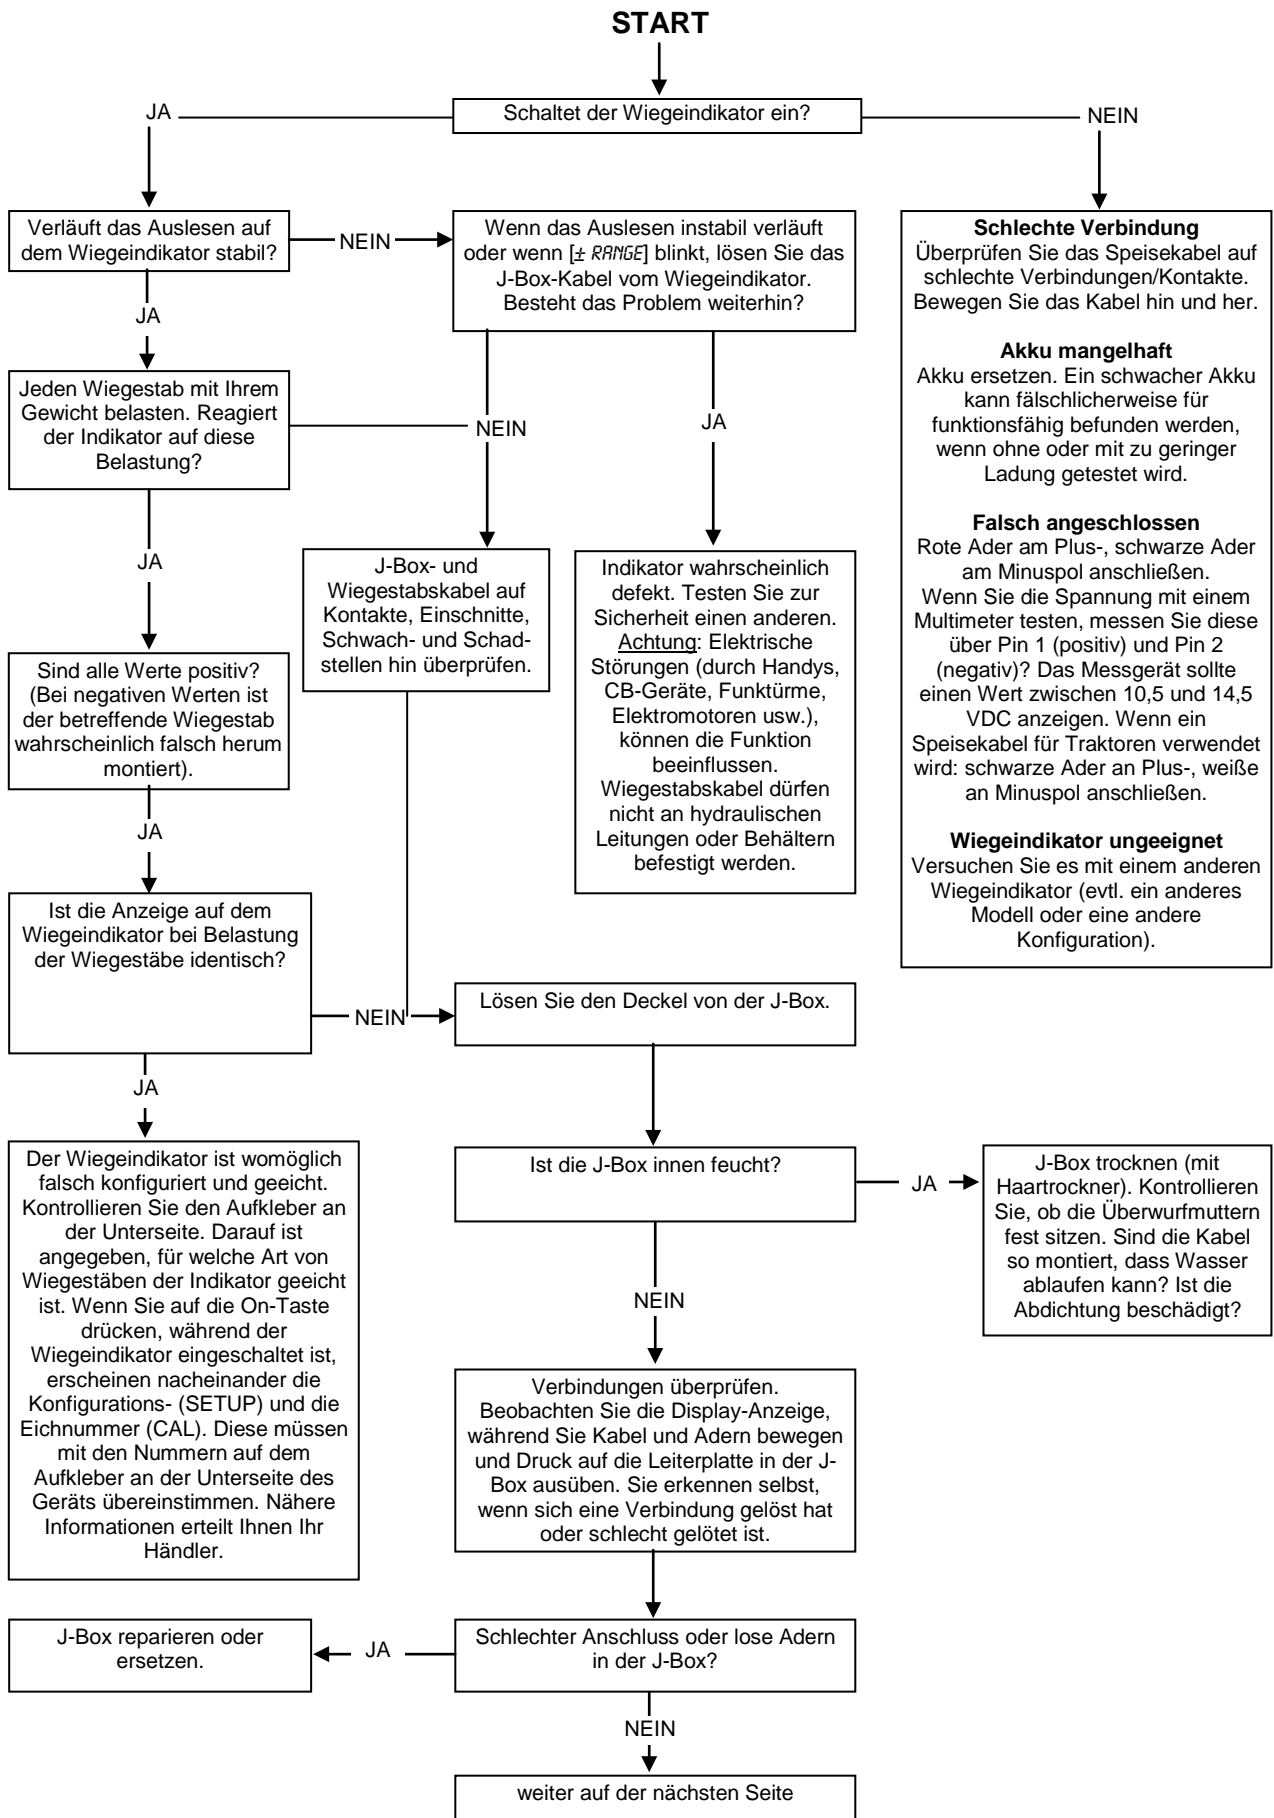 START
Schaltet der Wiegeindikator ein?
JA
NEIN
Verläuft das Auslesen auf
dem Wiegeindikator stabil?
NEIN
Wenn das Auslesen instabil verläuft
oder wenn [± RANGE] blinkt, lösen Sie das
J-Box-Kabel vom Wiegeindikator.
Besteht das Problem weiterhin?
Schlechte Verbindung
Überprüfen Sie das Speisekabel auf
schlechte Verbindungen/Kontakte.
Bewegen Sie das Kabel hin und her.
Akku mangelhaft
Akku ersetzen. Ein schwacher Akku
kann fälschlicherweise für
funktionsfähig befunden werden,
wenn ohne oder mit zu geringer
Ladung getestet wird.
Falsch angeschlossen
Rote Ader am Plus-, schwarze Ader
am Minuspol anschließen.
Wenn Sie die Spannung mit einem
Multimeter testen, messen Sie diese
über Pin 1 (positiv) und Pin 2
(negativ)? Das Messgerät sollte
einen Wert zwischen 10,5 und 14,5
VDC anzeigen. Wenn ein
Speisekabel für Traktoren verwendet
wird: schwarze Ader an Plus-, weiße
an Minuspol anschließen.
Wiegeindikator ungeeignet
Versuchen Sie es mit einem anderen
Wiegeindikator (evtl. ein anderes
Modell oder eine andere
Konfiguration).
JA
Jeden Wiegestab mit Ihrem
Gewicht belasten. Reagiert
der Indikator auf diese
Belastung?
NEIN
JA
JA
J-Box- und
Wiegestabskabel auf
Kontakte, Einschnitte,
Schwach- und Schad-
stellen hin überprüfen.
Indikator wahrscheinlich
defekt. Testen Sie zur
Sicherheit einen anderen.
Achtung: Elektrische
Störungen (durch Handys,
CB-Geräte, Funktürme,
Elektromotoren usw.),
können die Funktion
beeinflussen.
Wiegestabskabel dürfen
nicht an hydraulischen
Leitungen oder Behältern
befestigt werden.
Sind alle Werte positiv?
(Bei negativen Werten ist
der betreffende Wiegestab
wahrscheinlich falsch herum
montiert).
JA
Ist die Anzeige auf dem
Wiegeindikator bei Belastung
der Wiegestäbe identisch?
NEIN
Lösen Sie den Deckel von der J-Box.
JA
Der Wiegeindikator ist womöglich
falsch konfiguriert und geeicht.
Kontrollieren Sie den Aufkleber an
der Unterseite. Darauf ist
angegeben, für welche Art von
Wiegestäben der Indikator geeicht
ist. Wenn Sie auf die On-Taste
drücken, während der
Wiegeindikator eingeschaltet ist,
erscheinen nacheinander die
Konfigurations- (SETUP) und die
Eichnummer (CAL). Diese müssen
mit den Nummern auf dem
Aufkleber an der Unterseite des
Geräts übereinstimmen. Nähere
Informationen erteilt Ihnen Ihr
Händler.
Ist die J-Box innen feucht?
JA
J-Box trocknen (mit
Haartrockner). Kontrollieren
Sie, ob die Überwurfmuttern
fest sitzen. Sind die Kabel
so montiert, dass Wasser
ablaufen kann? Ist die
Abdichtung beschädigt?
NEIN
Verbindungen überprüfen.
Beobachten Sie die Display-Anzeige,
während Sie Kabel und Adern bewegen
und Druck auf die Leiterplatte in der J-
Box ausüben. Sie erkennen selbst,
wenn sich eine Verbindung gelöst hat
oder schlecht gelötet ist.
Schlechter Anschluss oder lose Adern
in der J-Box?
JA
J-Box reparieren oder
ersetzen.
NEIN
weiter auf der nächsten Seite